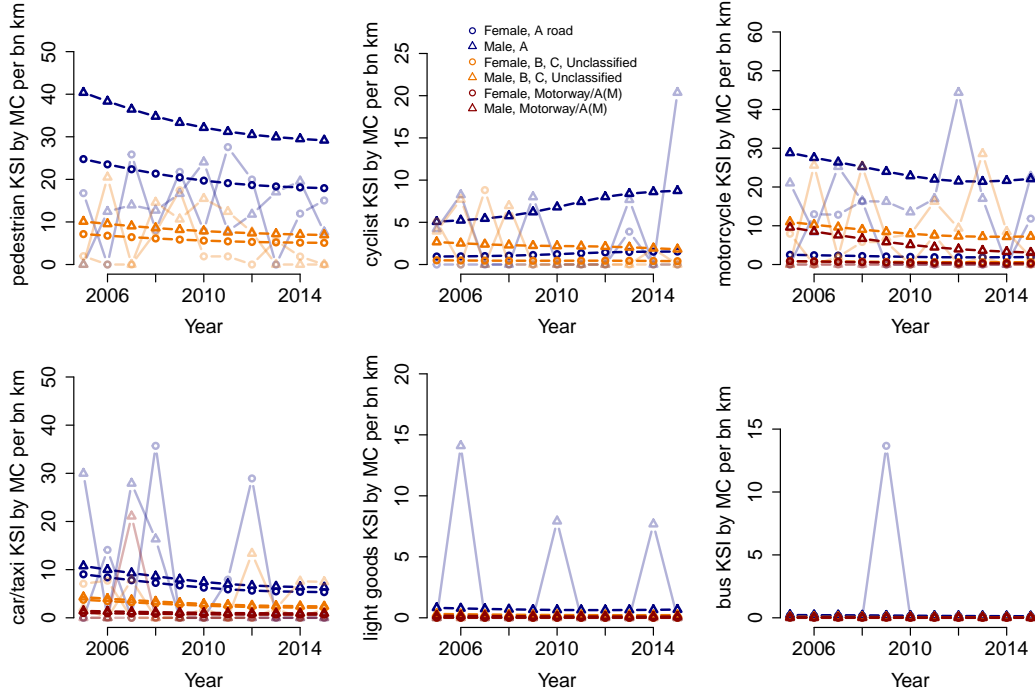 pedestrian KSI by MC per bn km
50
40
30
20
10
0
2006 2010 2014
Year
cyclist KSI by MC per bn km
25
20
15
10
5
0
2006 2010 2014
Year
Female, A road
Male, A
Female, B, C, Unclassified
Male, B, C, Unclassified
Female, Motorway/A(M)
Male, Motorway/A(M)
motorcycle KSI by MC per bn km
60
50
40
30
20
10
0
2006 2010 2014
Year
car/taxi KSI by MC per bn km
50
40
30
20
10
0
2006 2010 2014
Year
light goods KSI by MC per bn km
20
15
10
5
0
2006 2010 2014
Year
bus KSI by MC per bn km
15
10
5
0
2006 2010 2014
Year